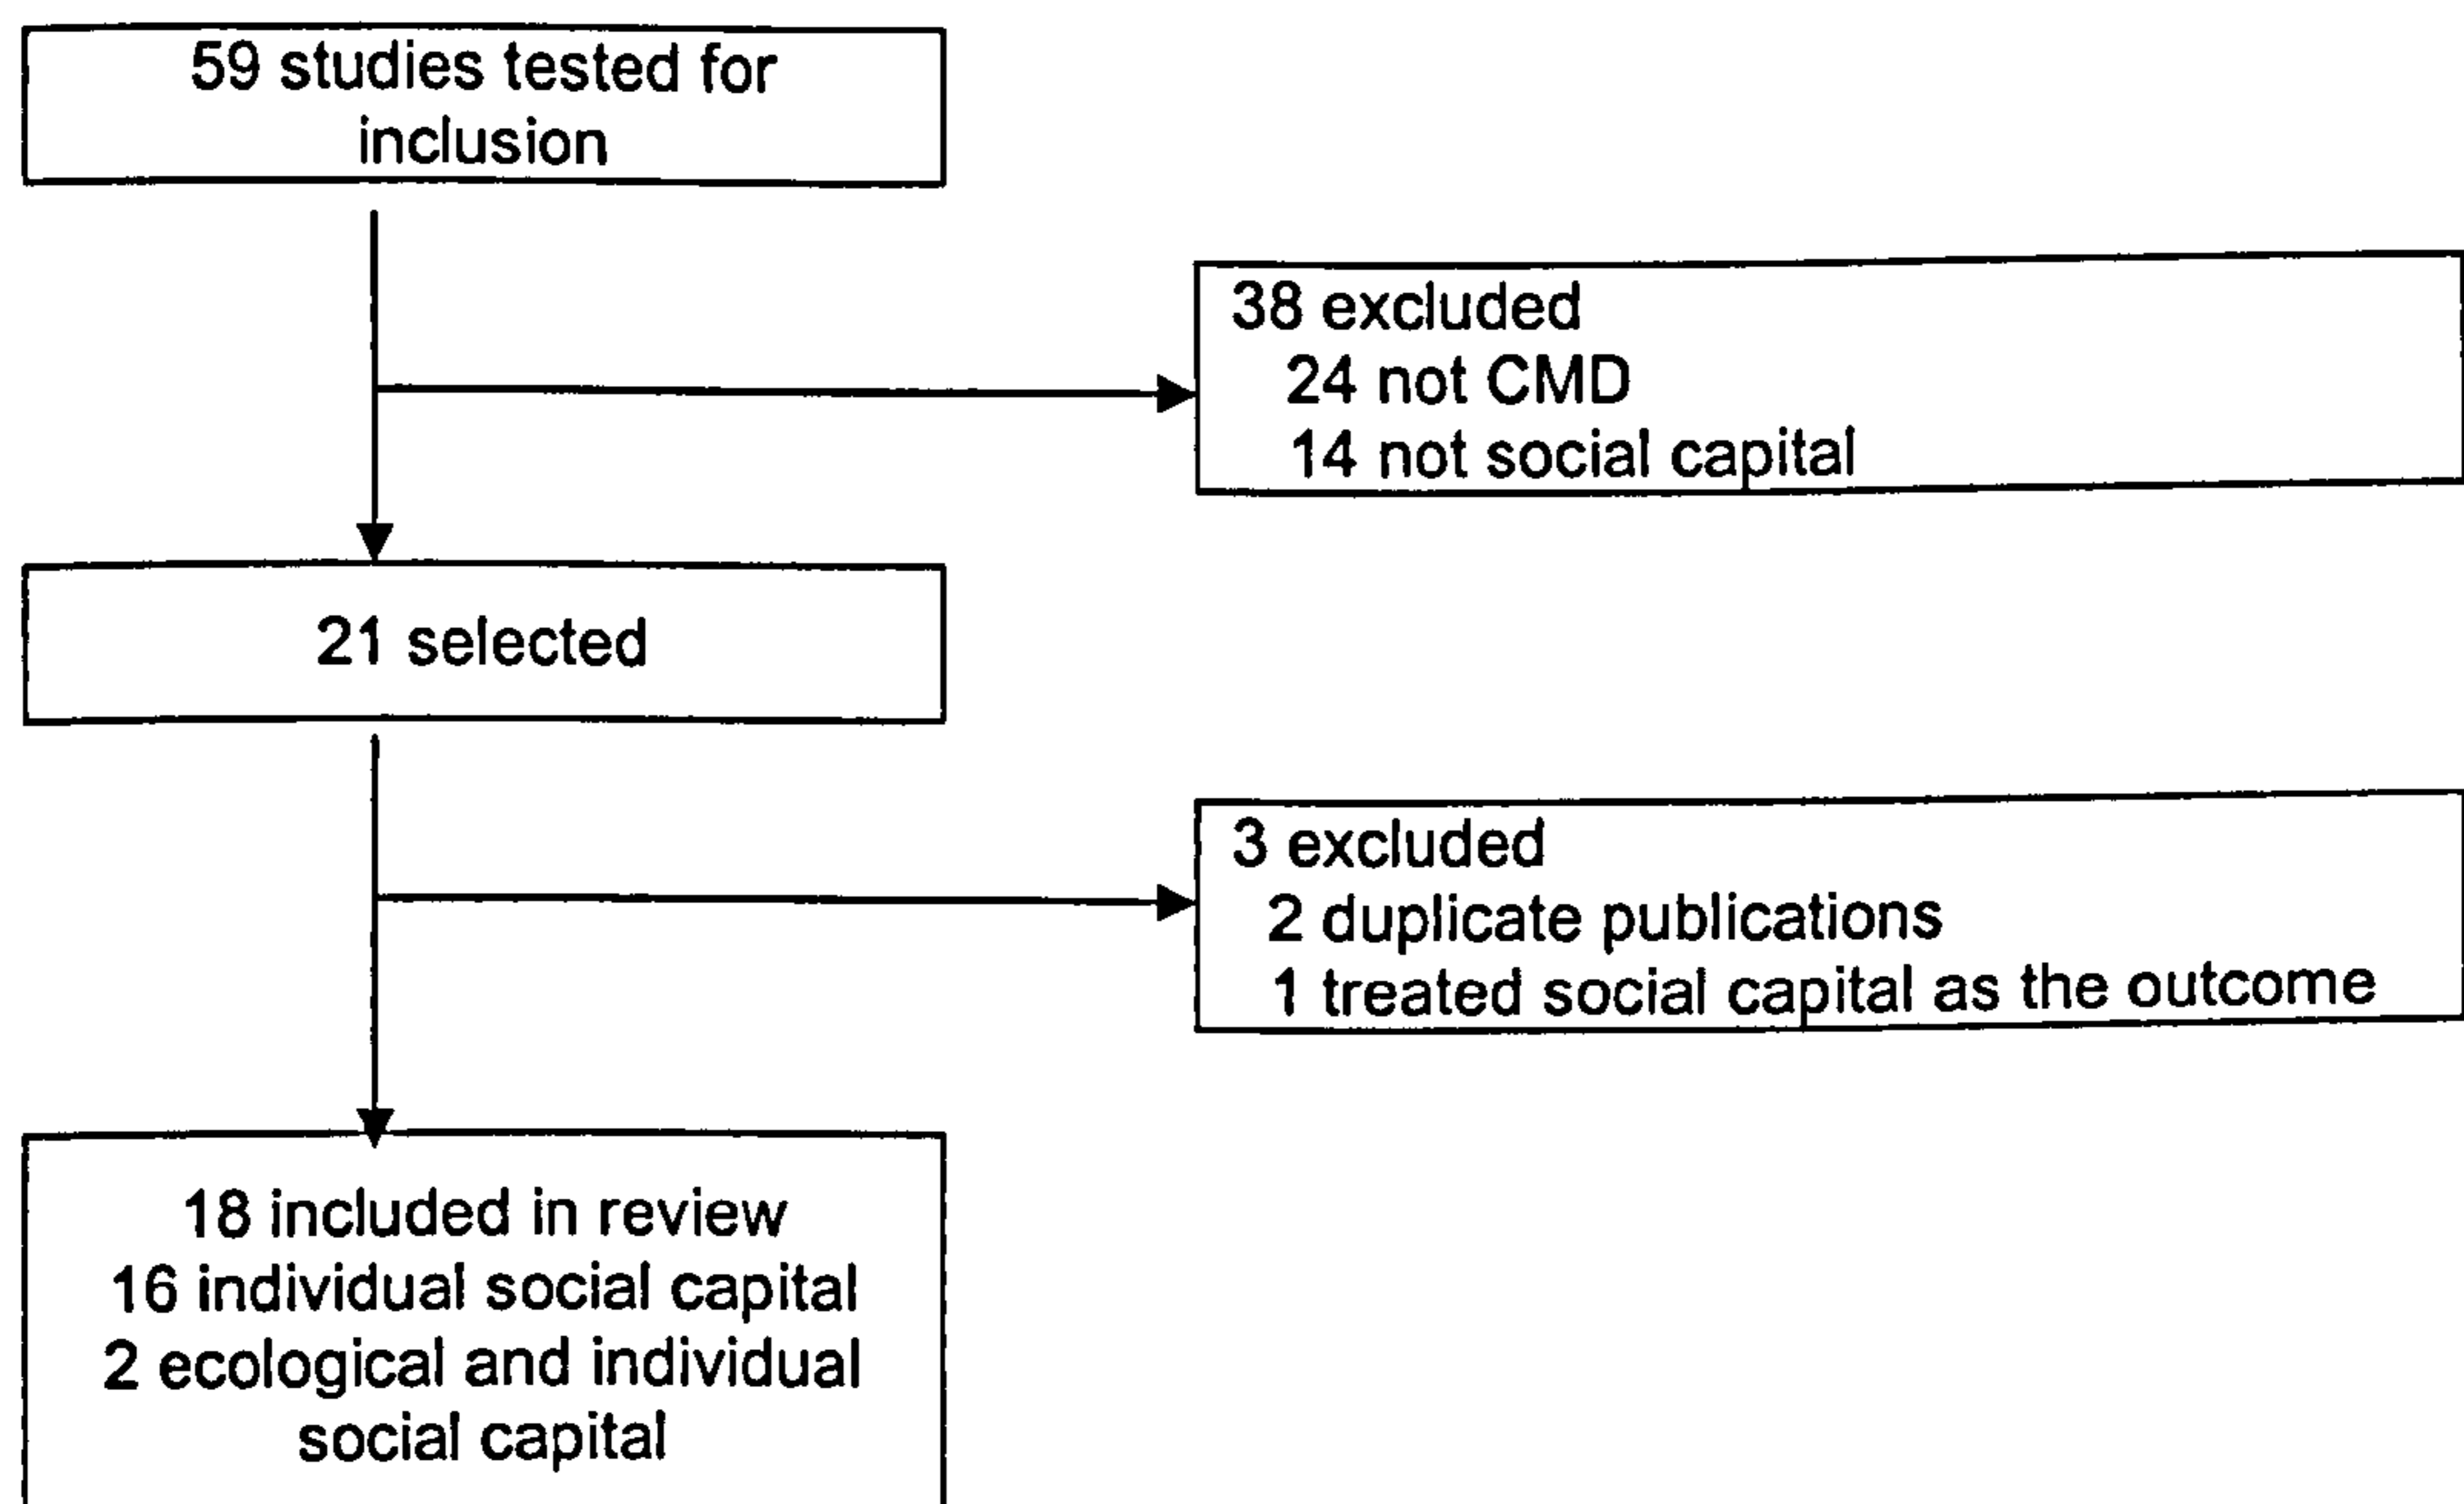 59 studies tested for
inclusion
38 excluded
24 not CMD
14 not social capital
21 selected
3 excluded
2 duplicate publications
1 treated social capital as the outcome
18 included in review
16 individual social capital
2 ecological and individual
social capital